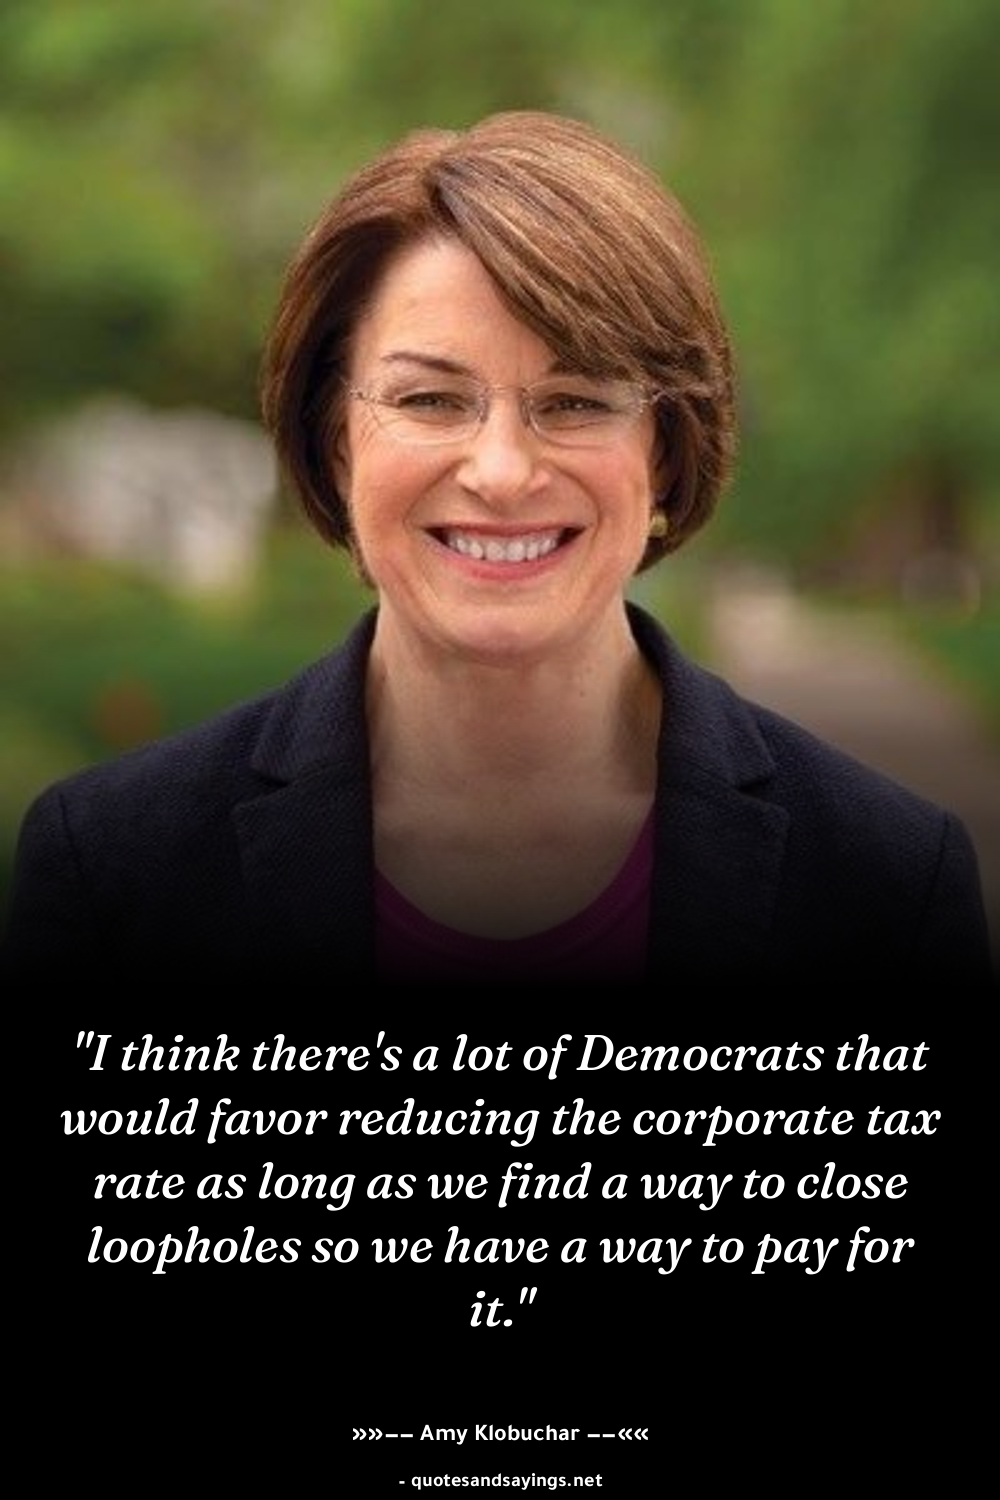 "I think there's a lot of Democrats that
would favor reducing the corporate tax
rate as long as we find a way to close
loopholes so we have a way to pay for
it."
»»–– Amy Klobuchar ––««
- quotesandsayings.net